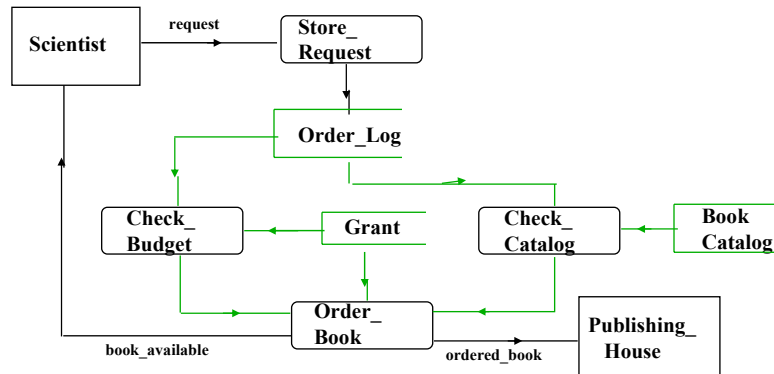 request
Scientist
Store_
Request
Order_Log
Check_
Budget
Grant
Check_
Catalog
Book
Catalog
Order_
Book
book_available
ordered_book
Publishing_
House